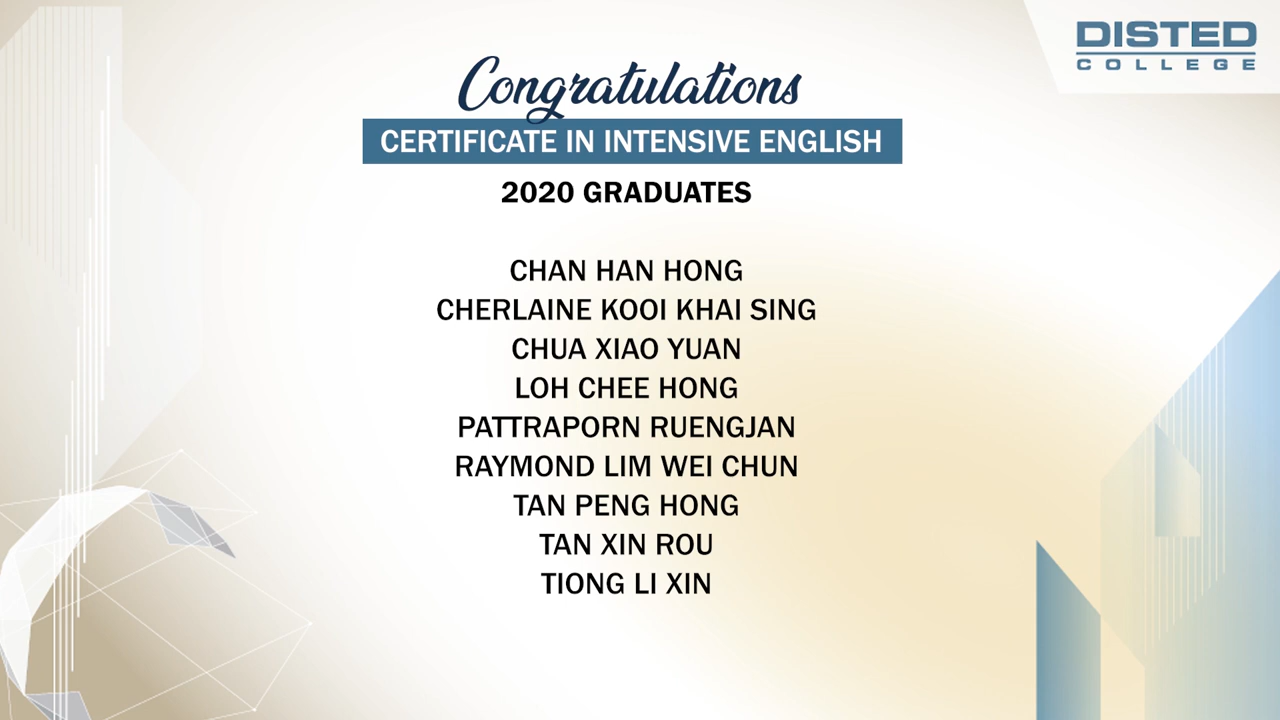 DISTED
COLLEGE
Congratulations
CERTIFICATE IN INTENSIVE ENGLISH
2020 GRADUATES
CHAN HAN HONG
CHERLAINE KOOI KHAI SING
CHUA XIAO YUAN
LOH CHEE HONG
PATTRAPORN RUENGJAN
RAYMOND LIM WEI CHUN
TAN PENG HONG
TAN XIN ROU
TIONG LI XIN